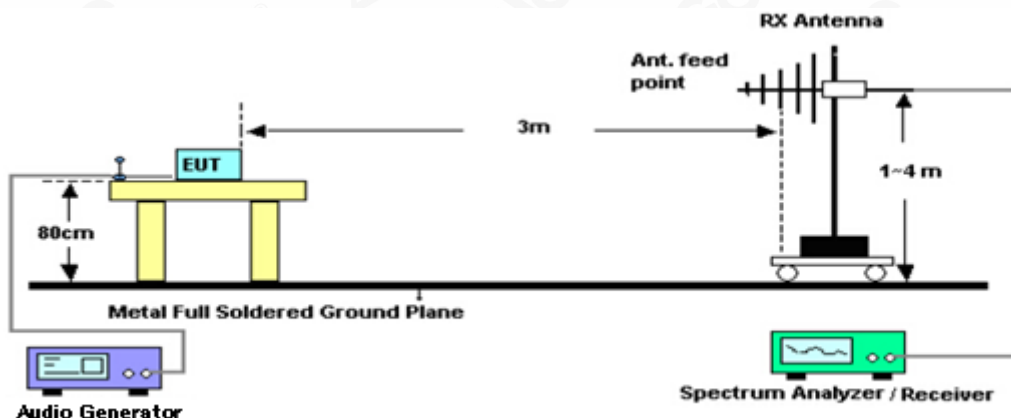 RX Antenna
Ant. feed
point
3m
EUT
1~4 m
80cm
Metal Full Soldered Ground Plane
Audio Generator
Spectrum Analyzer / Receiver